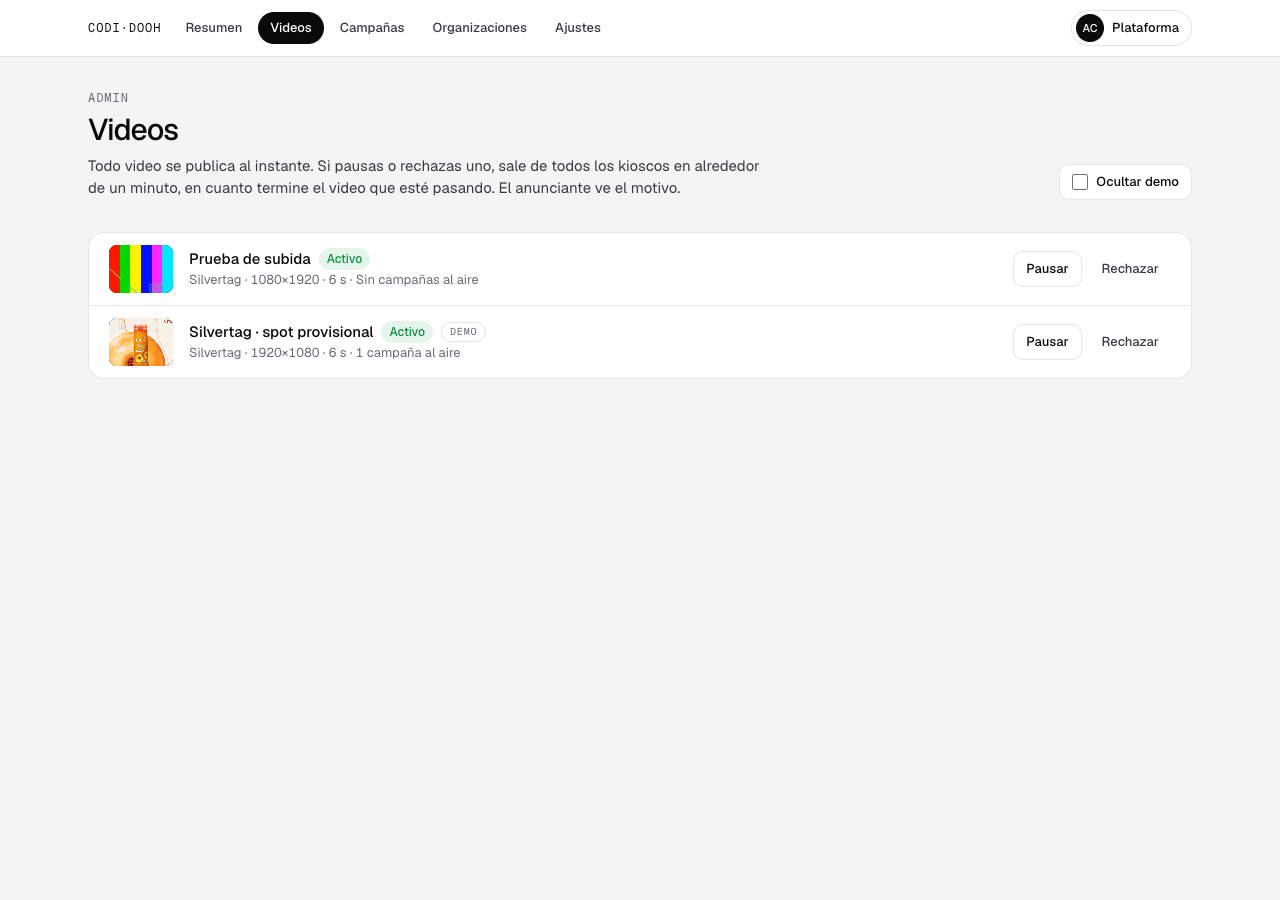 CODI·DOOH Resumen Videos Campañas Organizaciones Ajustes AC Plataforma
ADMIN
Videos
Todo video se publica al instante. Si pausas o rechazas uno, sale de todos los kioscos en alrededor
de un minuto, en cuanto termine el video que esté pasando. El anunciante ve el motivo.
Ocultar demo
Prueba de subida Activo
Silvertag · 1080×1920 · 6 s · Sin campañas al aire
Pausar Rechazar
Silvertag · spot provisional Activo DEMO
Silvertag · 1920×1080 · 6 s · 1 campaña al aire
Pausar Rechazar